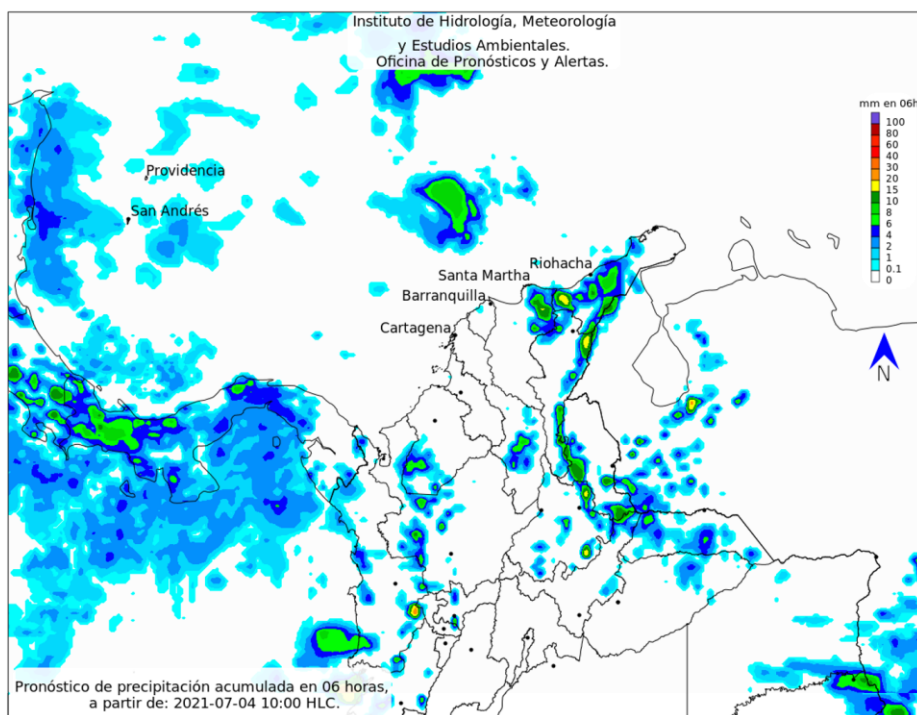 Instituto de Hidrología, Meteorología
y Estudios Ambientales.
Oficina de Pronósticos y Alertas.
mm en 06h
100
80
60
40
30
20
15
10
8
6
4
2
1
0.1
0
Providencia
San Andrés
Riohacha
Santa Martha
Barranquilla
Cartagena
N
Pronóstico de precipitación acumulada en 06 horas,
a partir de: 2021-07-04 10:00 HLC.